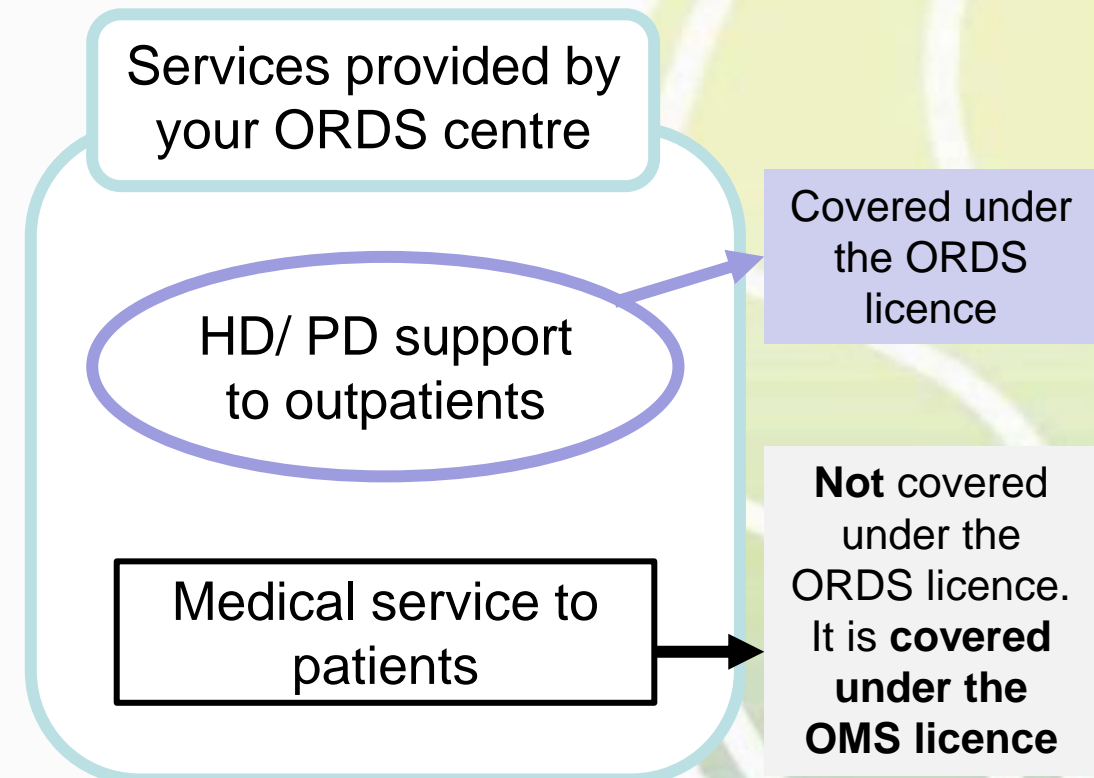 Services provided by
your ORDS centre
HD/ PD support
to outpatients
Covered under
the ORDS
licence
Medical service to
patients
Not covered
under the
ORDS licence.
It is covered
under the
OMS licence